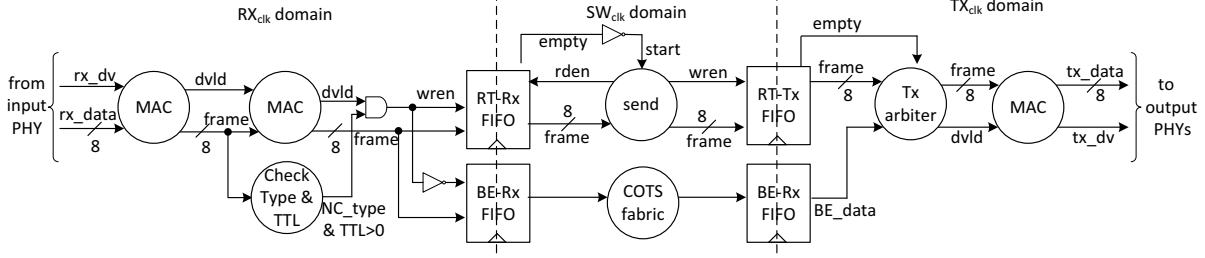 RXclk domain
SWclk domain
TXclk domain
from
input
PHY
rx_dv
rx_data
8
MAC
dvld
frame
8
MAC
dvld
8
frame
Check
Type &
TTL
NC_type
& TTL>0
wren
RT-Rx
FIFO
BE-Rx
FIFO
empty
start
rden
8
frame
send
wren
8
frame
COTS
fabric
RT-Tx
FIFO
BE-Rx
FIFO
empty
frame
8
BE_data
Tx
arbiter
frame
8
dvld
MAC
tx_data
8
tx_dv
to
output
PHYs